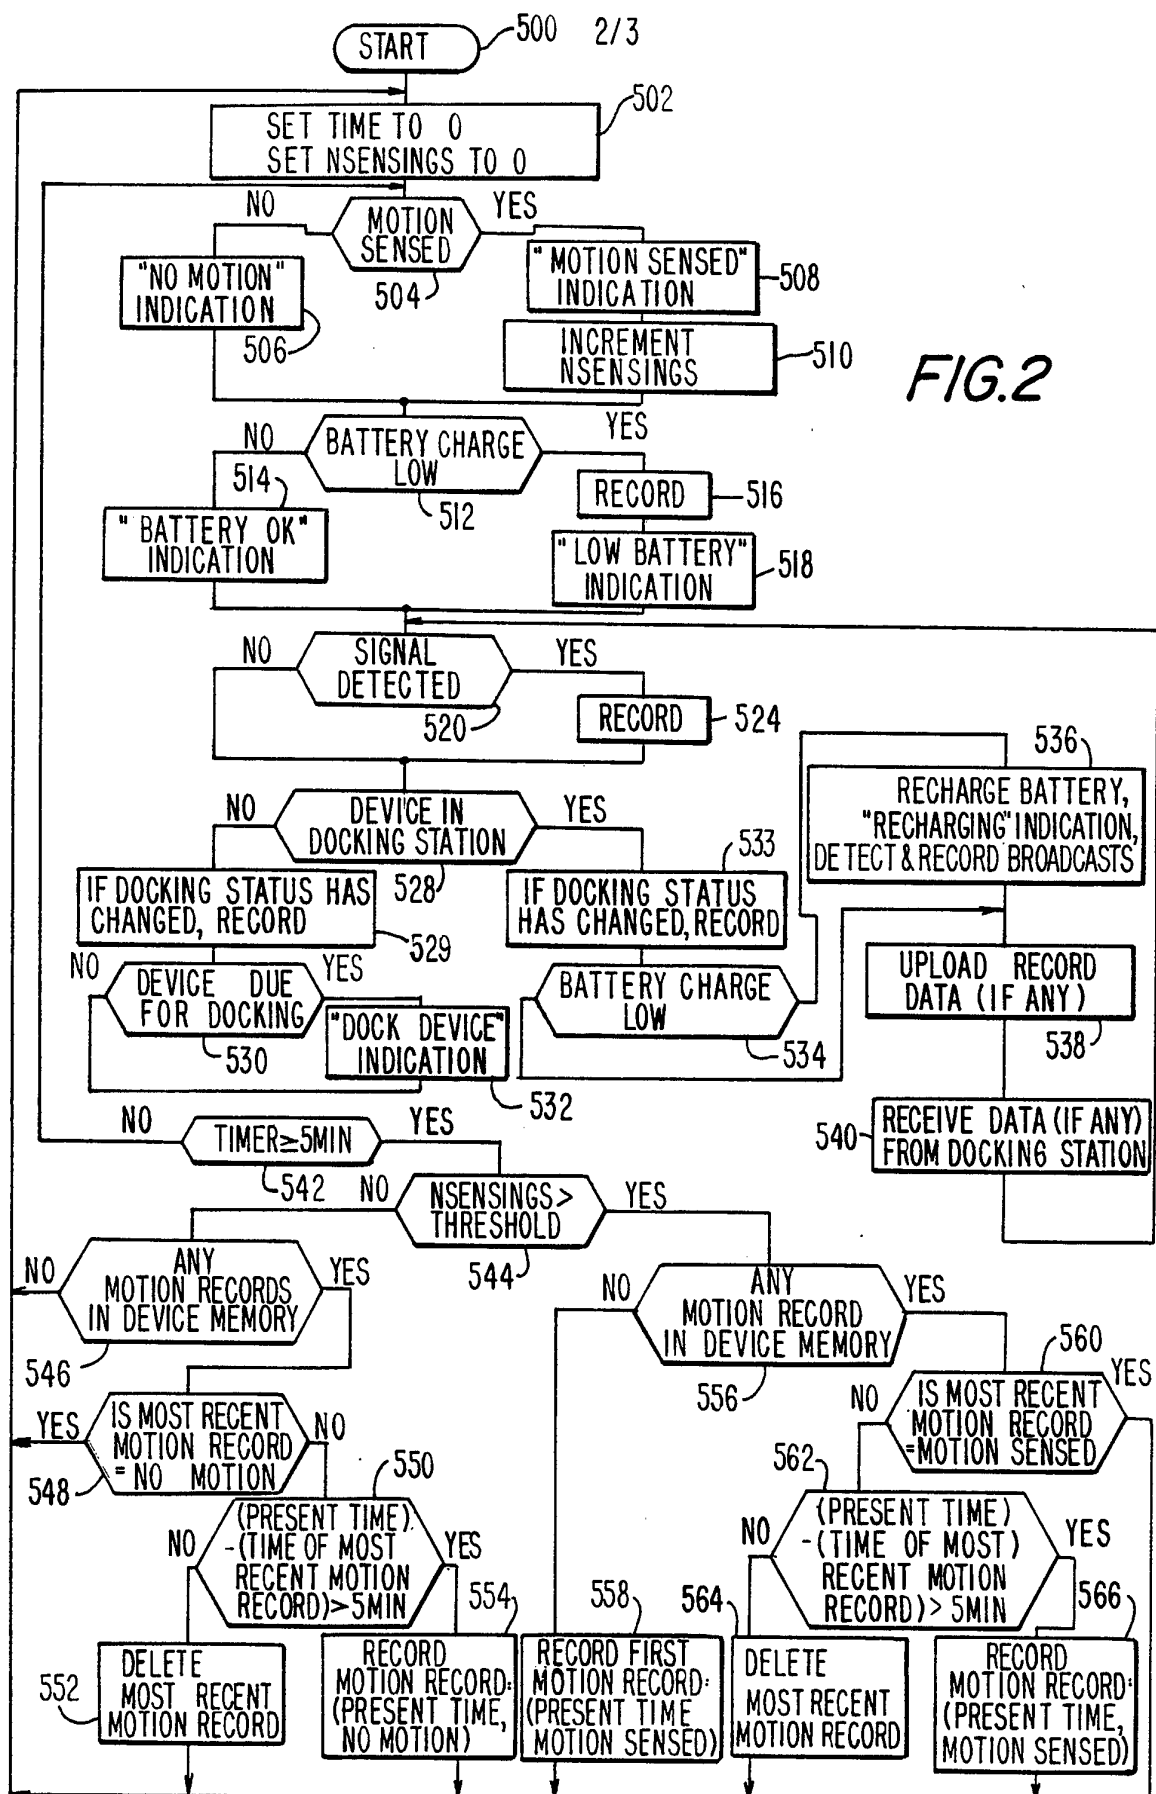 500 2/3
START
502
SET TIME TO 0
SET NSENSINGS TO 0
NO YES
MOTION
SENSED
504
"NO MOTION"
INDICATION
506
"MOTION SENSED"
INDICATION
508
INCREMENT
NSENSINGS
510
FIG.2
NO YES
BATTERY CHARGE
LOW
512
514
"BATTERY OK"
INDICATION
RECORD
516
"LOW BATTERY"
INDICATION
518
NO YES
SIGNAL
DETECTED
520
RECORD
524
NO YES
DEVICE IN
DOCKING STATION
528
533
536
RECHARGE BATTERY,
"RECHARGING" INDICATION,
DETECT & RECORD BROADCASTS
IF DOCKING STATUS HAS
CHANGED, RECORD
529
IF DOCKING STATUS
HAS CHANGED, RECORD
NO YES
DEVICE DUE
FOR DOCKING
530
"DOCK DEVICE"
INDICATION
532
BATTERY CHARGE
LOW
534
UPLOAD RECORD
DATA (IF ANY)
538
540
RECEIVE DATA (IF ANY)
FROM DOCKING STATION
NO YES
TIMER≥5MIN
542
NO YES
NSENSINGS>
THRESHOLD
544
NO YES
ANY
MOTION RECORDS
IN DEVICE MEMORY
546
NO YES
ANY
MOTION RECORD
IN DEVICE MEMORY
556
YES NO
IS MOST RECENT
MOTION RECORD
= NO MOTION
548
560
NO YES
IS MOST RECENT
MOTION RECORD
=MOTION SENSED
550
NO YES
(PRESENT TIME)
-(TIME OF MOST
RECENT MOTION
RECORD)>5MIN
562
NO YES
(PRESENT TIME)
-(TIME OF MOST)
RECENT MOTION
RECORD)>5MIN
552
DELETE
MOST RECENT
MOTION RECORD
554
RECORD
MOTION RECORD:
(PRESENT TIME,
NO MOTION)
558
RECORD FIRST
MOTION RECORD:
(PRESENT TIME
MOTION SENSED)
564
DELETE
MOST RECENT
MOTION RECORD
566
RECORD
MOTION RECORD:
(PRESENT TIME,
MOTION SENSED)